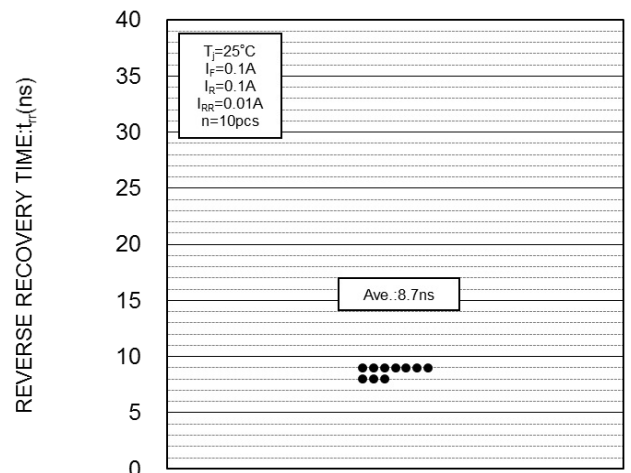 REVERSE RECOVERY TIME:trr(ns)
40
35
30
25
20
15
10
5
0
Tj=25°C
IF=0.1A
IR=0.1A
IRR=0.01A
n=10pcs
Ave.:8.7ns